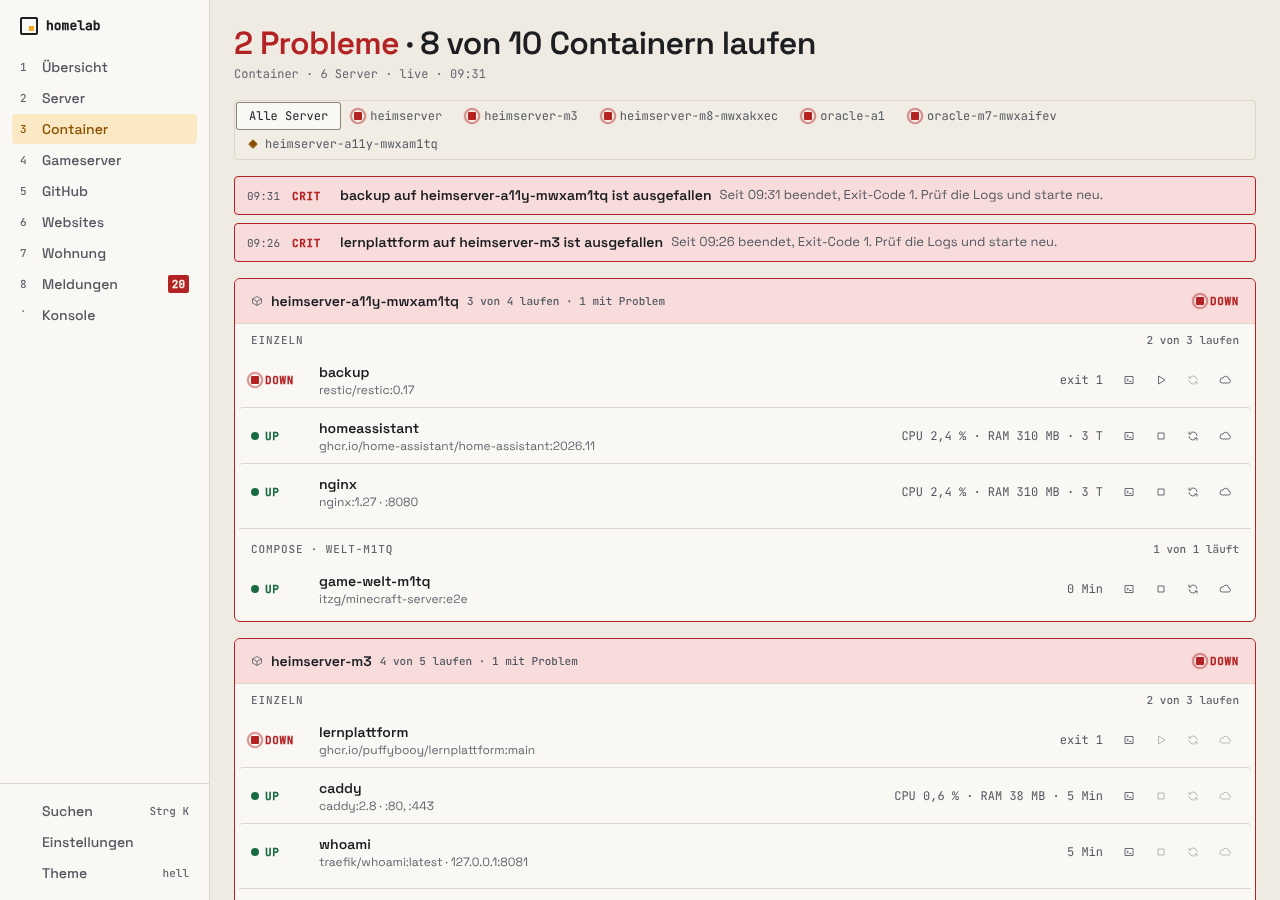 homelab
1 Übersicht
2 Server
3 Container
4 Gameserver
5 GitHub
6 Websites
7 Wohnung
8 Meldungen 20
` Konsole
Suchen Strg K
Einstellungen
Theme hell
2 Probleme · 8 von 10 Containern laufen
Container · 6 Server · live · 09:31
Alle Server heimserver heimserver-m3 heimserver-m8-mwxakxec oracle-a1 oracle-m7-mwxaifev
heimserver-a11y-mwxam1tq
09:31 CRIT backup auf heimserver-a11y-mwxam1tq ist ausgefallen Seit 09:31 beendet, Exit-Code 1. Prüf die Logs und starte neu.
09:26 CRIT lernplattform auf heimserver-m3 ist ausgefallen Seit 09:26 beendet, Exit-Code 1. Prüf die Logs und starte neu.
heimserver-a11y-mwxam1tq 3 von 4 laufen · 1 mit Problem DOWN
EINZELN 2 von 3 laufen
DOWN backup exit 1
restic/restic:0.17
UP homeassistant CPU 2,4 % · RAM 310 MB · 3 T
ghcr.io/home-assistant/home-assistant:2026.11
UP nginx CPU 2,4 % · RAM 310 MB · 3 T
nginx:1.27 · :8080
COMPOSE · WELT-M1TQ 1 von 1 läuft
UP game-welt-m1tq 0 Min
itzg/minecraft-server:e2e
heimserver-m3 4 von 5 laufen · 1 mit Problem DOWN
EINZELN 2 von 3 laufen
DOWN lernplattform exit 1
ghcr.io/puffybooy/lernplattform:main
UP caddy CPU 0,6 % · RAM 38 MB · 5 Min
caddy:2.8 · :80, :443
UP whoami 5 Min
traefik/whoami:latest · 127.0.0.1:8081